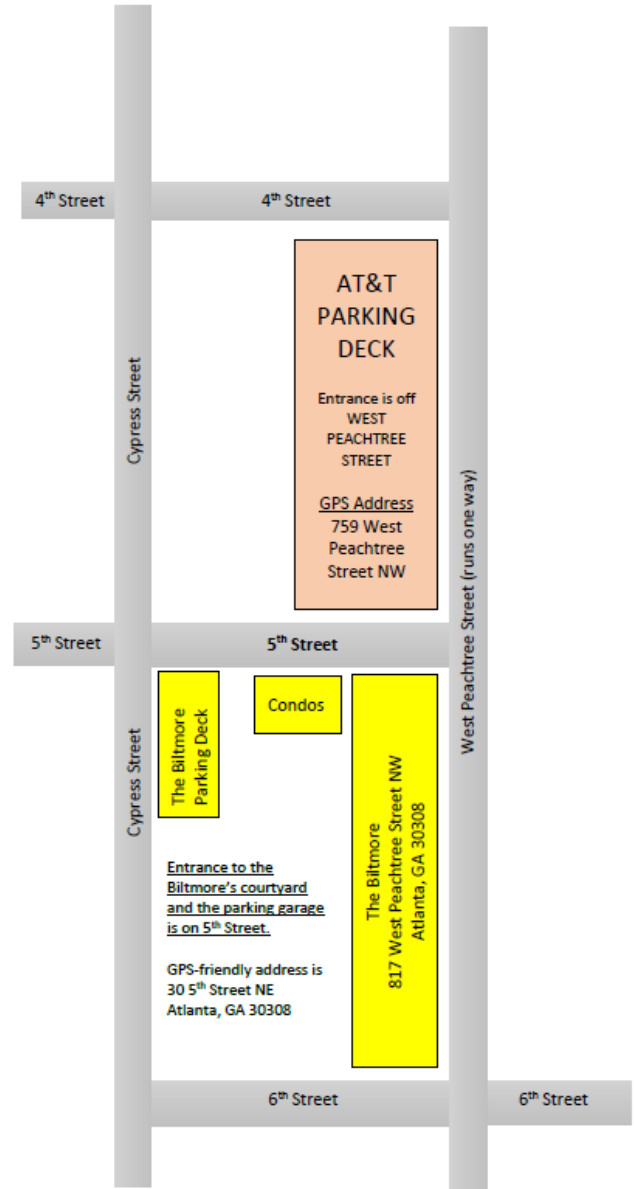 4th Street
4th Street
AT&T
PARKING
DECK
Entrance is off
WEST
PEACHTREE
STREET
GPS Address
759 West
Peachtree
Street NW
Cypress Street
West Peachtree Street (runs one way)
5th Street
5th Street
The Biltmore
Parking Deck
Condos
The Biltmore
817 West Peachtree Street NW
Atlanta, GA 30308
Cypress Street
Entrance to the
Biltmore's courtyard
and the parking garage
is on 5th Street.
GPS-friendly address is
30 5th Street NE
Atlanta, GA 30308
6th Street
6th Street